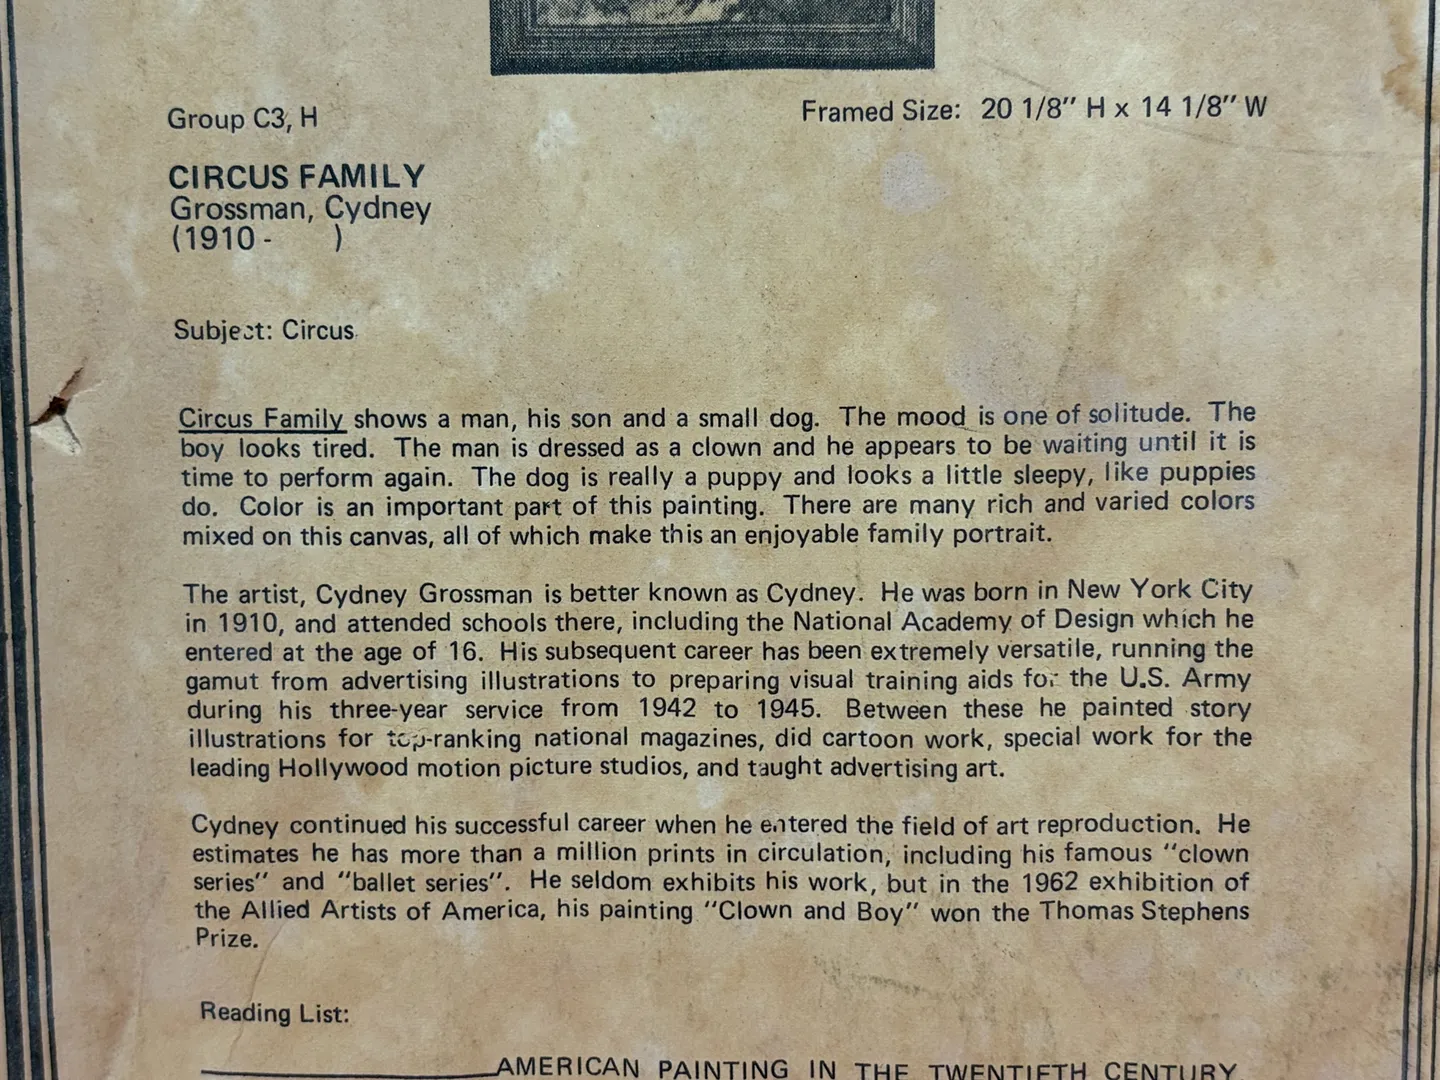 Group C3, H
Framed Size: 20 1/8" H x 14 1/8" W
CIRCUS FAMILY
Grossman, Cydney
(1910 - )
Subject: Circus
Circus Family shows a man, his son and a small dog. The mood is one of solitude. The
boy looks tired. The man is dressed as a clown and he appears to be waiting until it is
time to perform again. The dog is really a puppy and looks a little sleepy, like puppies
do. Color is an important part of this painting. There are many rich and varied colors
mixed on this canvas, all of which make this an enjoyable family portrait.
The artist, Cydney Grossman is better known as Cydney. He was born in New York City
in 1910, and attended schools there, including the National Academy of Design which he
entered at the age of 16. His subsequent career has been extremely versatile, running the
gamut from advertising illustrations to preparing visual training aids for the U.S. Army
during his three-year service from 1942 to 1945. Between these he painted story
illustrations for top-ranking national magazines, did cartoon work, special work for the
leading Hollywood motion picture studios, and taught advertising art.
Cydney continued his successful career when he entered the field of art reproduction. He
estimates he has more than a million prints in circulation, including his famous "clown
series" and "ballet series". He seldom exhibits his work, but in the 1962 exhibition of
the Allied Artists of America, his painting "Clown and Boy" won the Thomas Stephens
Prize.
Reading List:
AMERICAN PAINTING IN THE TWENTIETH CENTURY